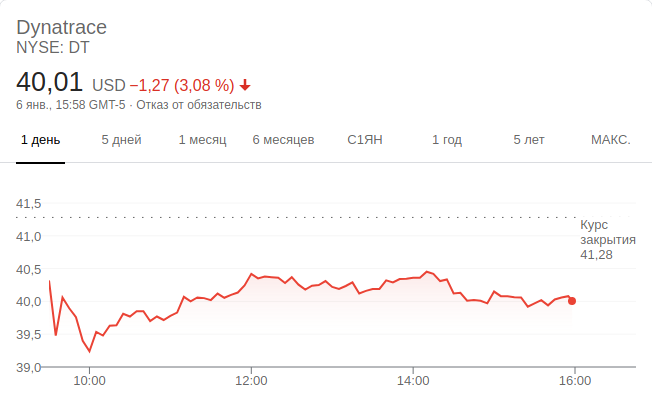 Dynatrace
NYSE: DT
40,01 USD −1,27 (3,08 %)
6 янв., 15:58 GMT-5 · Отказ от обязательств
1 день 5 дней 1 месяц 6 месяцев С1ЯН 1 год 5 лет МАКС.
41,5
Курс
закрытия
41,28
41,0
40,5
40,0
39,5
39,0
10:00 12:00 14:00 16:00